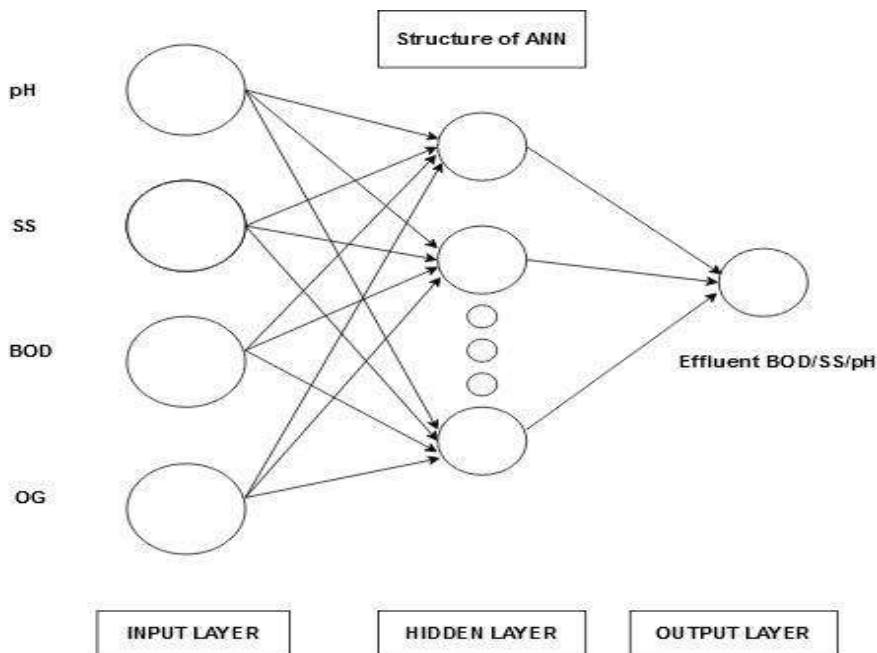 Structure of ANN
pH
SS
BOD
OG
Effluent BOD/SS/pH
INPUT LAYER
HIDDEN LAYER
OUTPUT LAYER